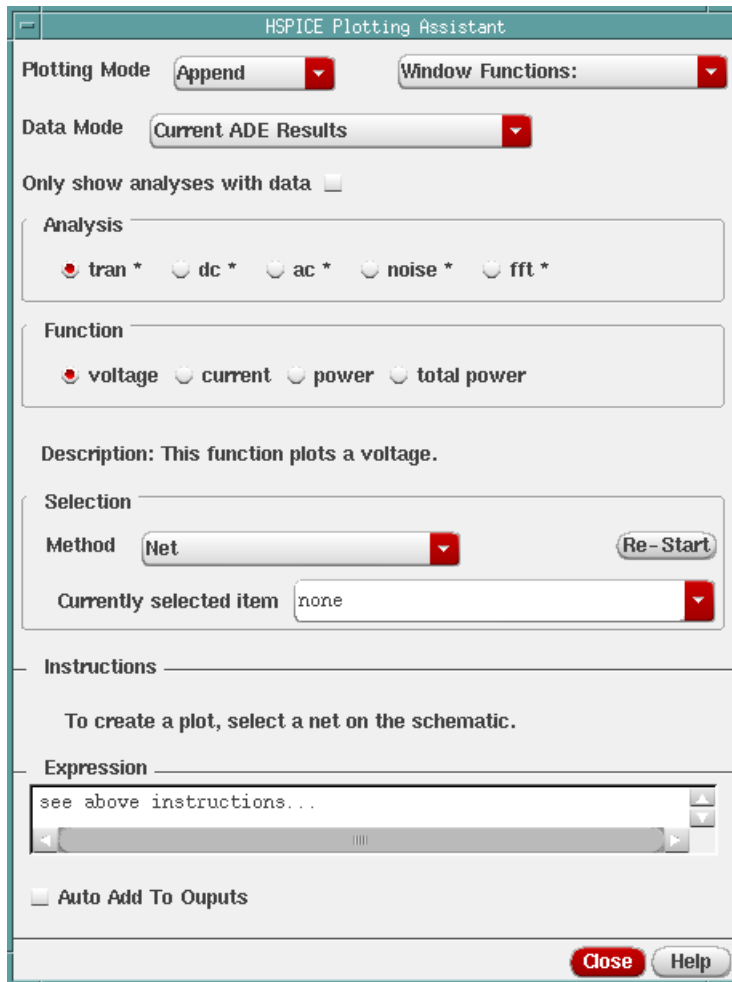 HSPICE Plotting Assistant
Plotting Mode Append Window Functions:
Data Mode Current ADE Results
Only show analyses with data
Analysis
tran * dc * ac * noise * fft *
Function
voltage current power total power
Description: This function plots a voltage.
Selection
Method Net Re-Start
Currently selected item none
Instructions
To create a plot, select a net on the schematic.
Expression
see above instructions...
Auto Add To Ouputs
Close Help